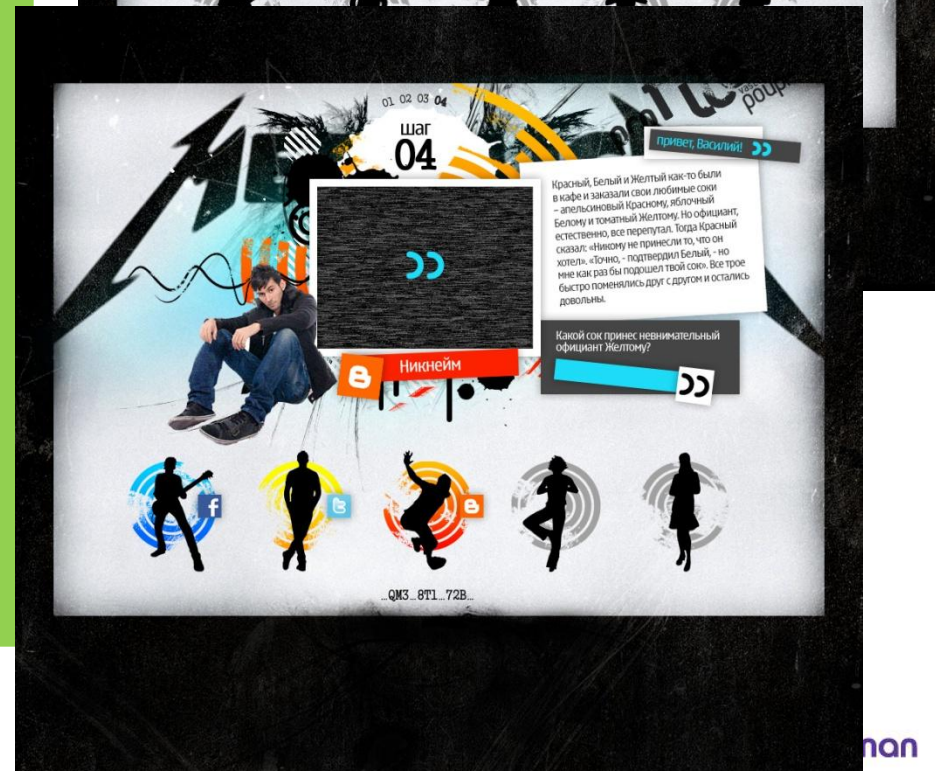 01 02 03 04
шаг
04
привет, Василий!
Красный, Белый и Желтый как-то были
в кафе и заказали свои любимые соки
– апельсиновый Красному, яблочный
Белому и томатный Желтому. Но официант,
естественно, все перепутал. Тогда Красный
сказал: «Никому не принесли то, что он
хотел». «Точно, - подтвердил Белый, - но
мне как раз бы подошел твой сок». Все трое
быстро поменялись друг с другом и остались
довольны.
Какой сок принес невнимательный
официант Желтому?
Никнейм
...QM3...8T1...72B...